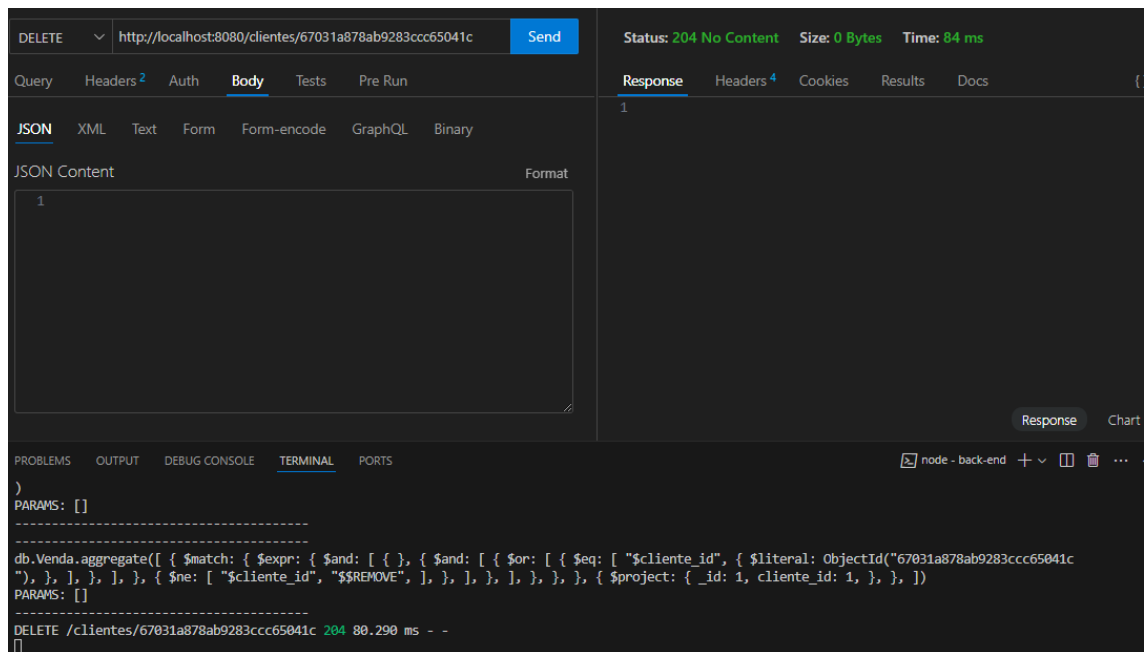 DELETE http://localhost:8080/clientes/67031a878ab9283ccc65041c Send
Status: 204 No Content Size: 0 Bytes Time: 84 ms
Query Headers 2 Auth Body Tests Pre Run
Response Headers 4 Cookies Results Docs {}
1
JSON XML Text Form Form-encode GraphQL Binary
JSON Content Format
1
Response Chart
PROBLEMS OUTPUT DEBUG CONSOLE TERMINAL PORTS
node - back-end
)
PARAMS: []
----------------------------------------
----------------------------------------
db.Venda.aggregate([ { $match: { $expr: { $and: [ { }, { $and: [ { $or: [ { $eq: [ "$cliente_id", { $literal: ObjectId("67031a878ab9283ccc65041c
"), }, ], }, ], }, { $ne: [ "$cliente_id", "$$REMOVE", ], }, ], }, ], }, }, }, { $project: { _id: 1, cliente_id: 1, }, }, ])
PARAMS: []
----------------------------------------
DELETE /clientes/67031a878ab9283ccc65041c 204 80.290 ms - -